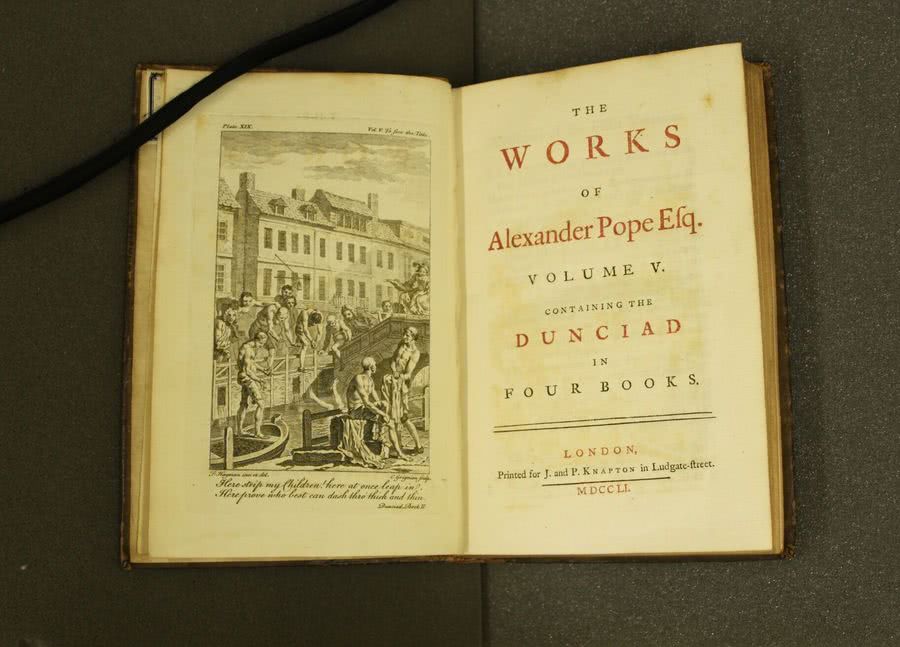 Plate XIX.
Vol. V. To face the Title.
F. Hayman inv. et del.
C. Grignion sculp.
Here strip my Children! here at once leap in!
Here prove who best can dash thro' thick and thin.
Dunciad, Book II.
THE
WORKS
OF
Alexander Pope Eſq.
VOLUME V.
CONTAINING THE
DUNCIAD
IN
FOUR BOOKS.
LONDON,
Printed for J. and P. KNAPTON in Ludgate-ſtreet.
MDCCLI.